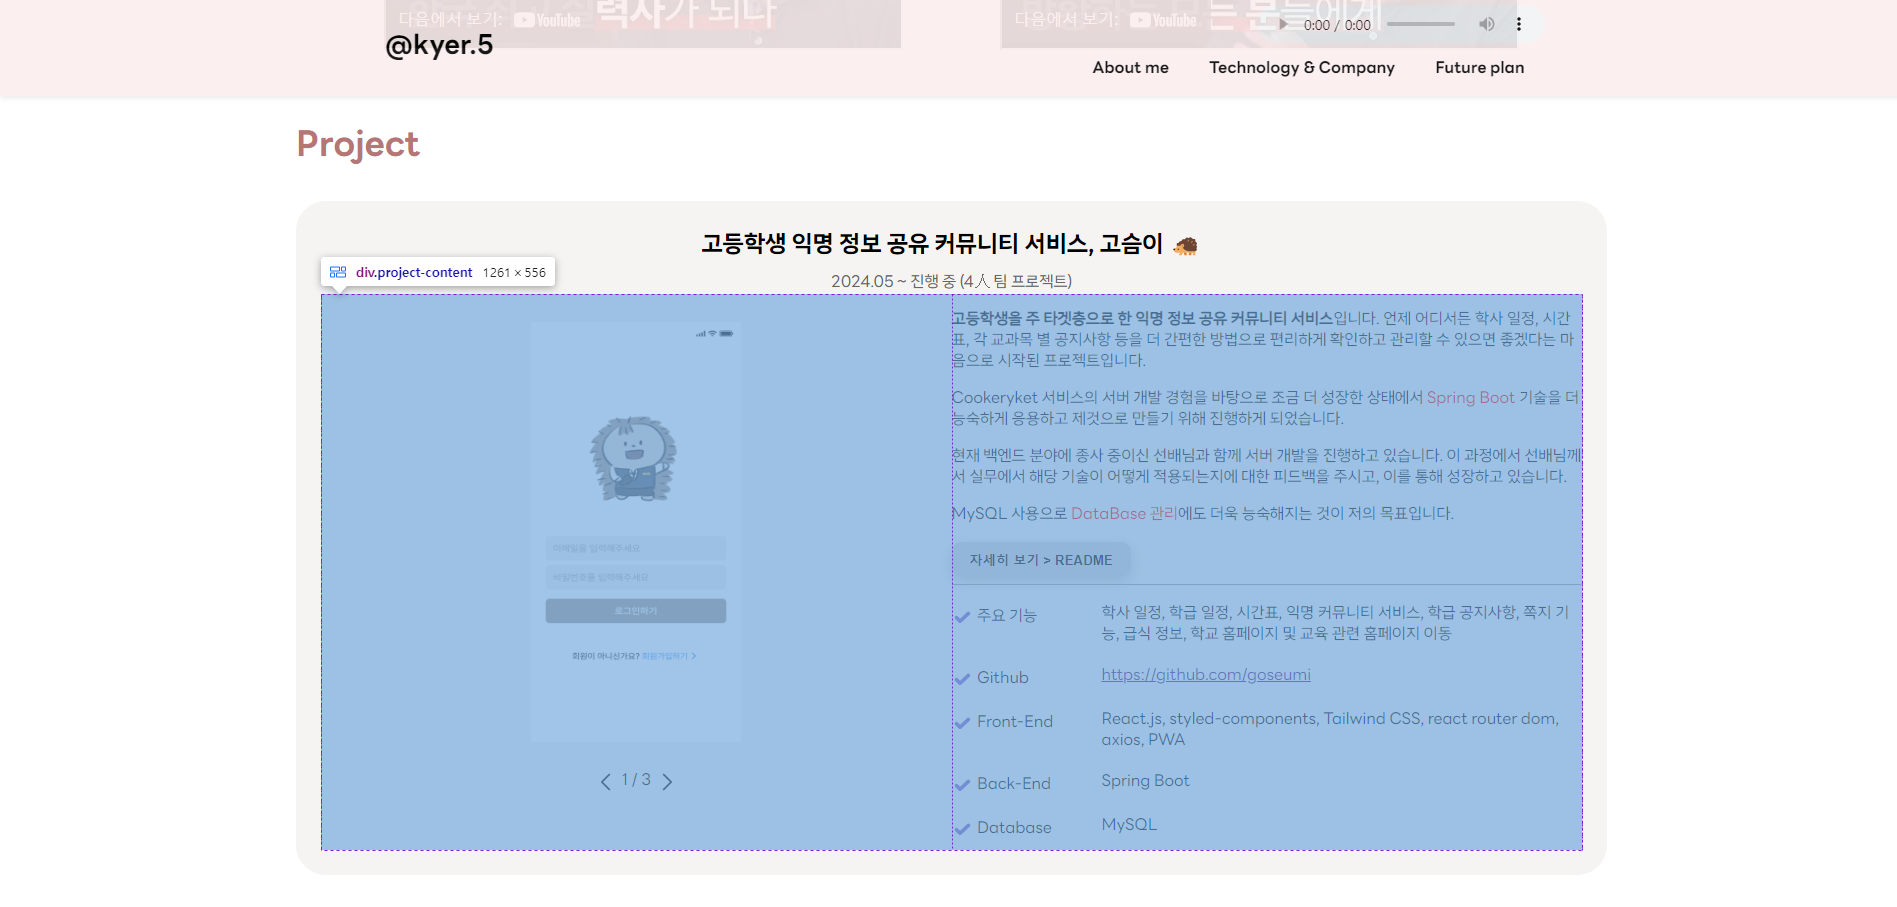 력사가 되다
다음에서 보기: YouTube
다음에서 보기: YouTube
는 분들에게
0:00 / 0:00
@kyer.5
About me
Technology & Company
Future plan
Project
고등학생 익명 정보 공유 커뮤니티 서비스, 고슴이 🦔
div.project-content 1261 × 556
2024.05 ~ 진행 중 (4人 팀 프로젝트)
고등학생을 주 타겟층으로 한 익명 정보 공유 커뮤니티 서비스입니다. 언제 어디서든 학사 일정, 시간
표, 각 교과목 별 공지사항 등을 더 간편한 방법으로 편리하게 확인하고 관리할 수 있으면 좋겠다는 마
음으로 시작된 프로젝트입니다.
Cookeryket 서비스의 서버 개발 경험을 바탕으로 조금 더 성장한 상태에서 Spring Boot 기술을 더
능숙하게 응용하고 제것으로 만들기 위해 진행하게 되었습니다.
현재 백엔드 분야에 종사 중이신 선배님과 함께 서버 개발을 진행하고 있습니다. 이 과정에서 선배님께
서 실무에서 해당 기술이 어떻게 적용되는지에 대한 피드백을 주시고, 이를 통해 성장하고 있습니다.
MySQL 사용으로 DataBase 관리에도 더욱 능숙해지는 것이 저의 목표입니다.
자세히 보기 > README
이메일을 입력해주세요
비밀번호를 입력해주세요
로그인하기
회원이 아니신가요? 회원가입하기 >
1 / 3
주요 기능
학사 일정, 학급 일정, 시간표, 익명 커뮤니티 서비스, 학급 공지사항, 쪽지 기
능, 급식 정보, 학교 홈페이지 및 교육 관련 홈페이지 이동
Github
https://github.com/goseumi
Front-End
React.js, styled-components, Tailwind CSS, react router dom,
axios, PWA
Back-End
Spring Boot
Database
MySQL